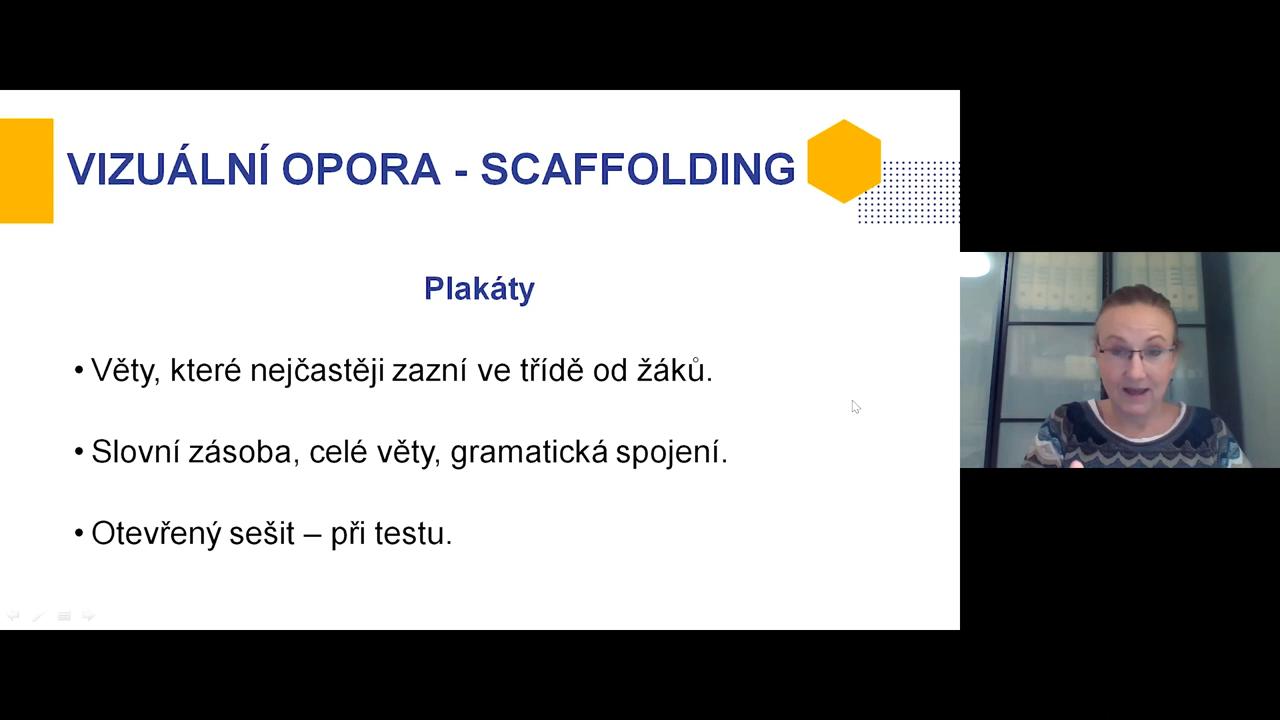 VIZUÁLNÍ OPORA - SCAFFOLDING
Plakáty
• Věty, které nejčastěji zazní ve třídě od žáků.
• Slovní zásoba, celé věty, gramatická spojení.
• Otevřený sešit – při testu.